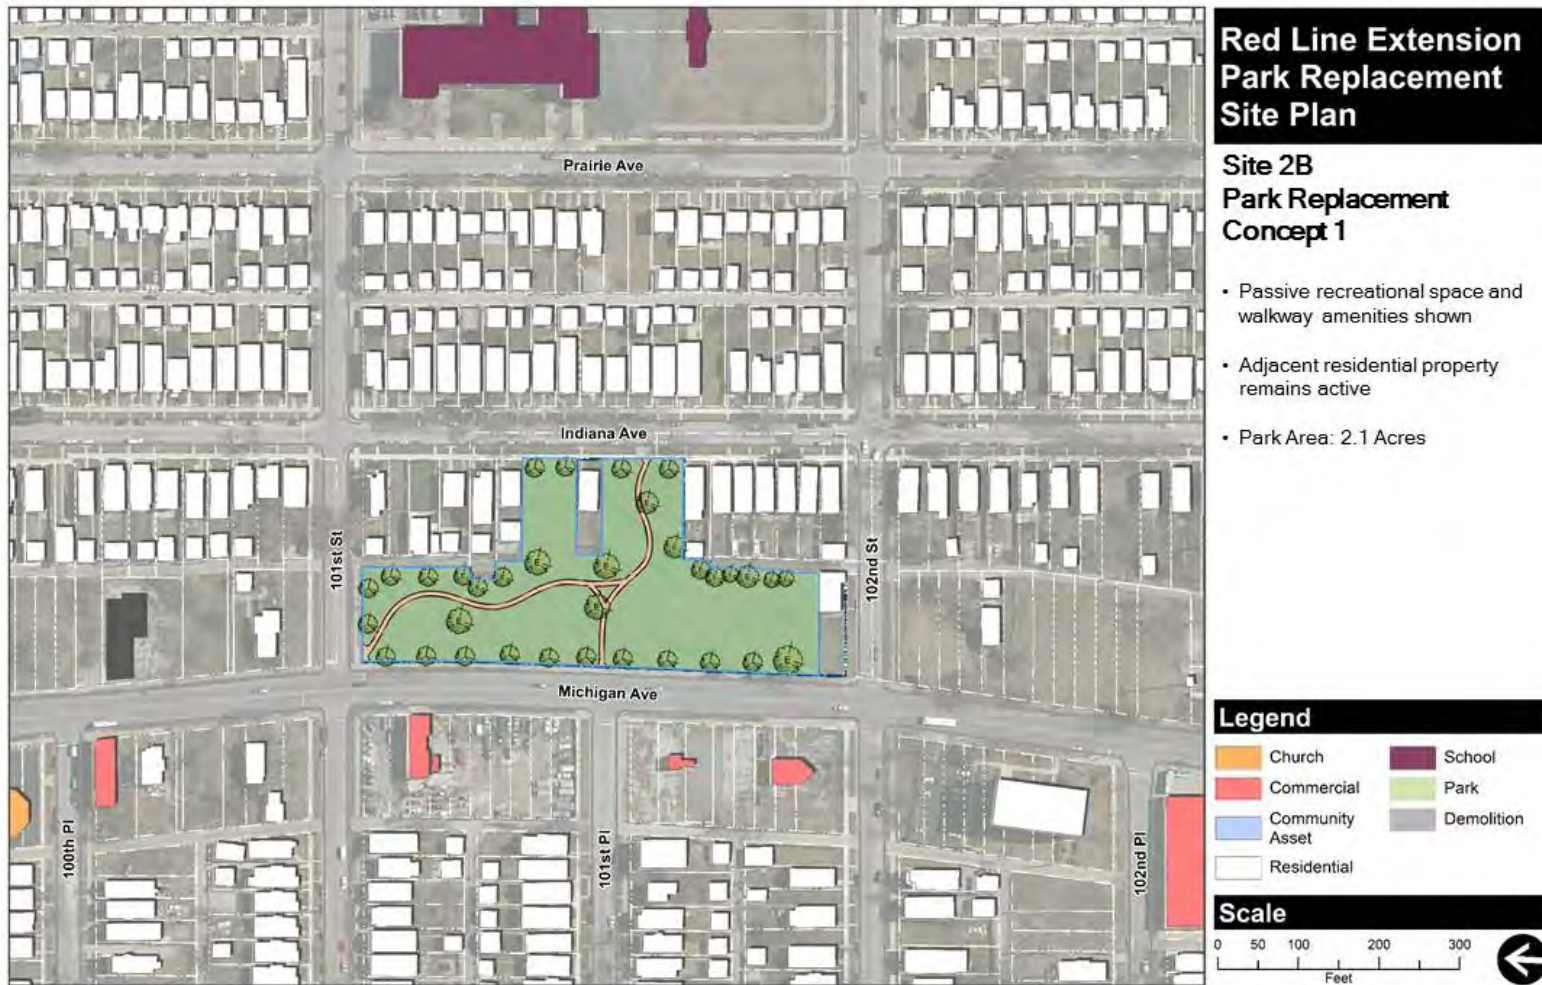 Red Line Extension
Park Replacement
Site Plan
Site 2B
Park Replacement
Concept 1
• Passive recreational space and
walkway amenities shown
• Adjacent residential property
remains active
• Park Area: 2.1 Acres
Prairie Ave
Indiana Ave
101st St
102nd St
Michigan Ave
100th Pl
101st Pl
102nd Pl
Legend
Church
Commercial
Community
Asset
Residential
School
Park
Demolition
Scale
0 50 100 200 300
Feet